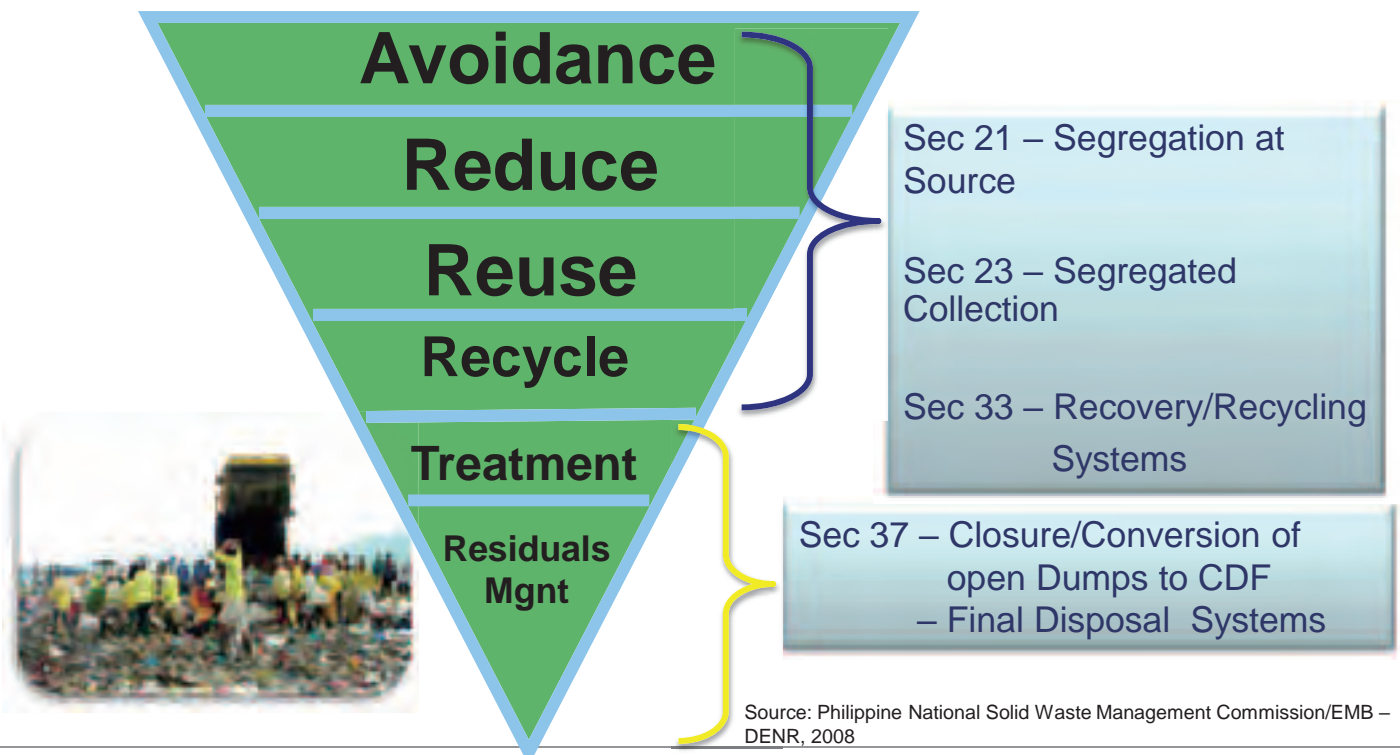 Avoidance
Reduce
Reuse
Recycle
Treatment
Residuals
Mgnt
Sec 21 – Segregation at
Source
Sec 23 – Segregated
Collection
Sec 33 – Recovery/Recycling
Systems
Sec 37 – Closure/Conversion of
open Dumps to CDF
– Final Disposal Systems
Source: Philippine National Solid Waste Management Commission/EMB –
DENR, 2008